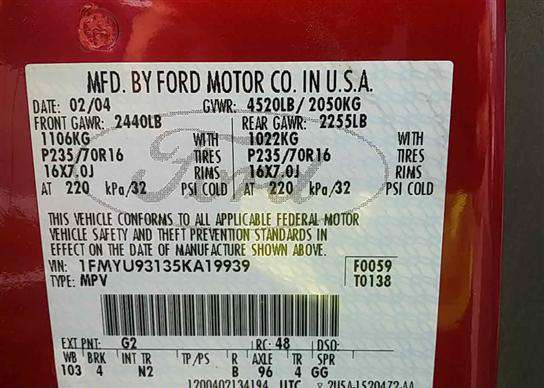 MFD. BY FORD MOTOR CO. IN U.S.A.
DATE: 02/04 GVWR: 4520LB/ 2050KG
FRONT GAWR: 2440LB REAR GAWR: 2255LB
1106KG WITH 1022KG WITH
P235/70R16 TIRES P235/70R16 TIRES
16X7.0J RIMS 16X7.0J RIMS
AT 220 kPa/32 PSI COLD AT 220 kPa/32 PSI COLD
Ford
THIS VEHICLE CONFORMS TO ALL APPLICABLE FEDERAL MOTOR
VEHICLE SAFETY AND THEFT PREVENTION STANDARDS IN
EFFECT ON THE DATE OF MANUFACTURE SHOWN ABOVE.
VIN: 1FMYU93135KA19939 F0059
TYPE: MPV T0138
EXT PNT: G2 RC: 48 DSO:
WB BRK INT TR TP/PS R AXLE TR SPR
103 4 N2 B 96 4 GG
1200402134194 UTC